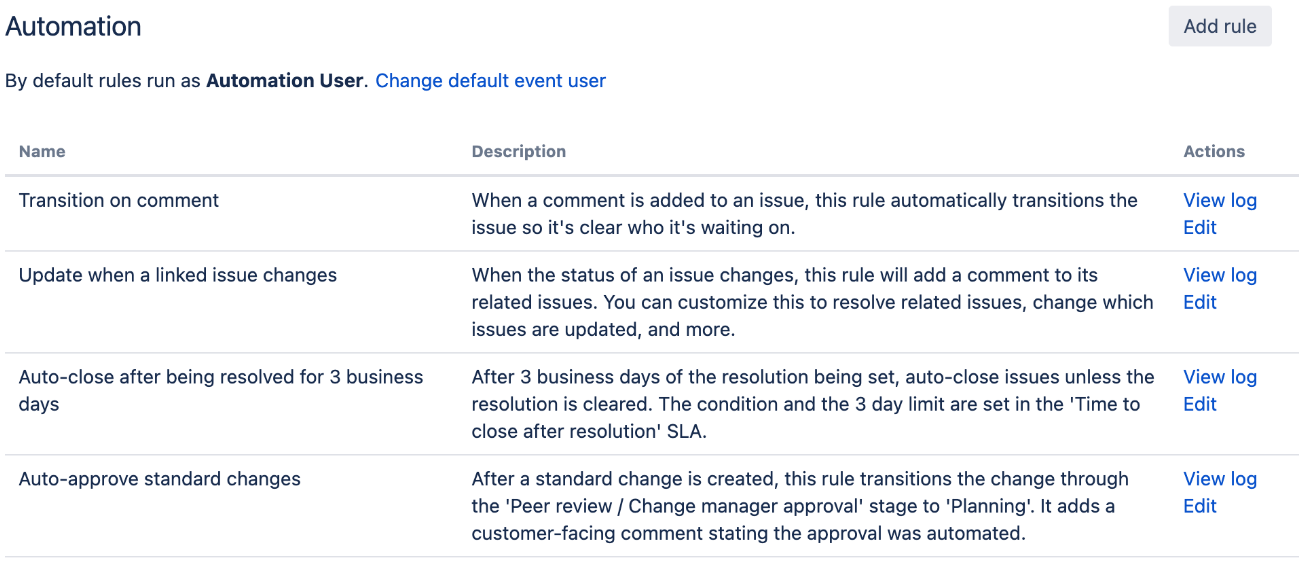 Automation
Add rule
By default rules run as Automation User. Change default event user
Name Description Actions
Transition on comment
When a comment is added to an issue, this rule automatically transitions the
issue so it's clear who it's waiting on.
View log
Edit
Update when a linked issue changes
When the status of an issue changes, this rule will add a comment to its
related issues. You can customize this to resolve related issues, change which
issues are updated, and more.
View log
Edit
Auto-close after being resolved for 3 business
days
After 3 business days of the resolution being set, auto-close issues unless the
resolution is cleared. The condition and the 3 day limit are set in the 'Time to
close after resolution' SLA.
View log
Edit
Auto-approve standard changes
After a standard change is created, this rule transitions the change through
the 'Peer review / Change manager approval' stage to 'Planning'. It adds a
customer-facing comment stating the approval was automated.
View log
Edit